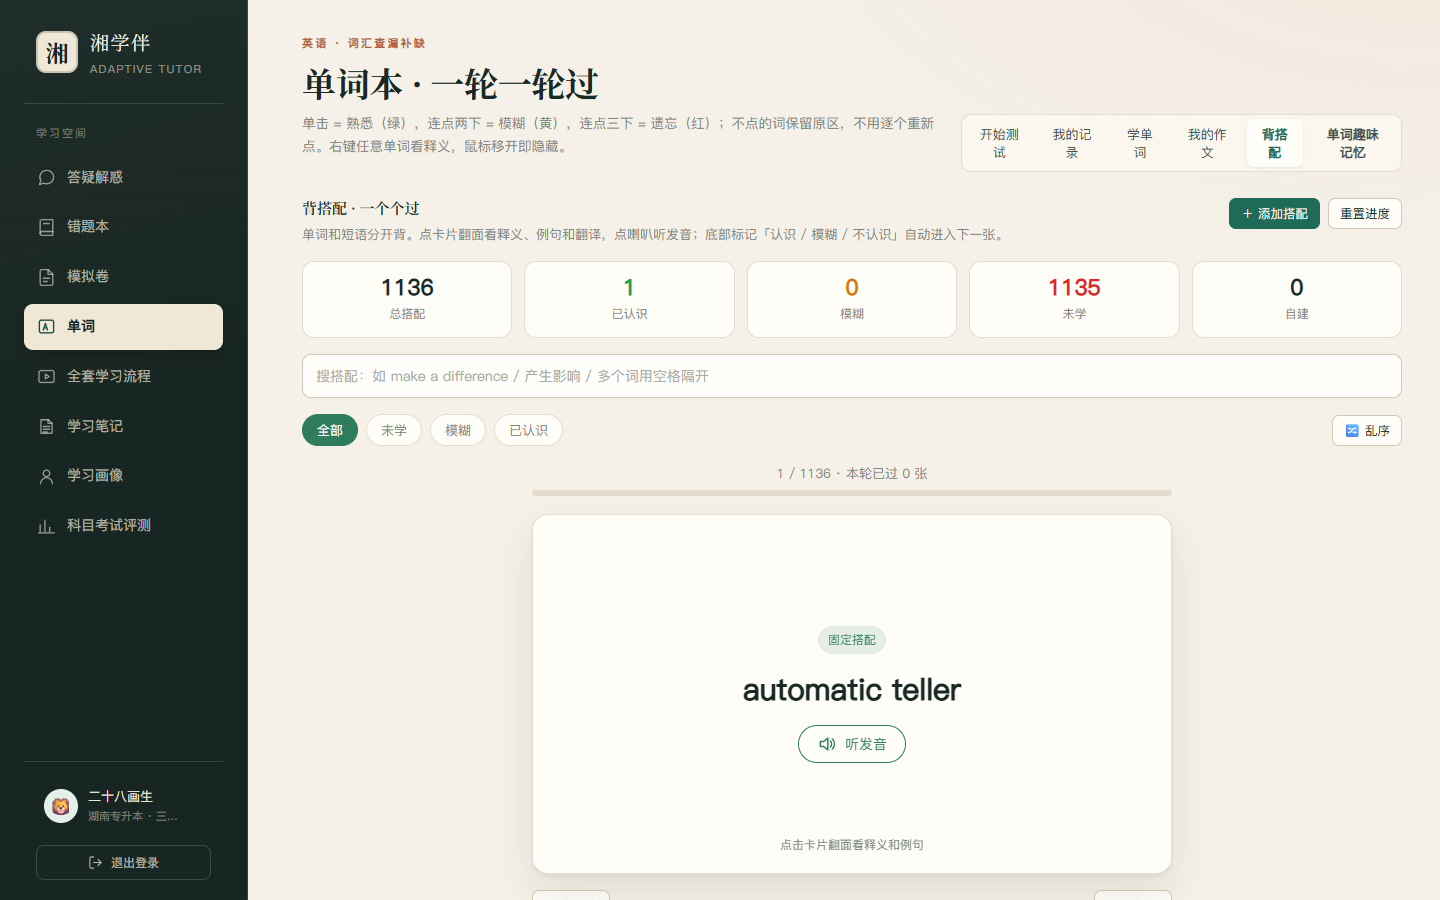 湘
湘学伴
ADAPTIVE TUTOR
学习空间
答疑解惑
错题本
模拟卷
单词
全套学习流程
学习笔记
学习画像
科目考试评测
二十八画生
湖南专升本 · 三...
退出登录
英语 · 词汇查漏补缺
单词本 · 一轮一轮过
单击 = 熟悉（绿），连点两下 = 模糊（黄），连点三下 = 遗忘（红）；不点的词保留原区，不用逐个重新
点。右键任意单词看释义，鼠标移开即隐藏。
开始测
试
我的记
录
学单
词
我的作
文
背搭
配
单词趣味
记忆
背搭配 · 一个个过
单词和短语分开背。点卡片翻面看释义、例句和翻译，点喇叭听发音；底部标记「认识 / 模糊 / 不认识」自动进入下一张。
＋ 添加搭配
重置进度
1136
总搭配
1
已认识
0
模糊
1135
未学
0
自建
搜搭配：如 make a difference / 产生影响 / 多个词用空格隔开
全部
未学
模糊
已认识
乱序
1 / 1136 · 本轮已过 0 张
固定搭配
automatic teller
听发音
点击卡片翻面看释义和例句